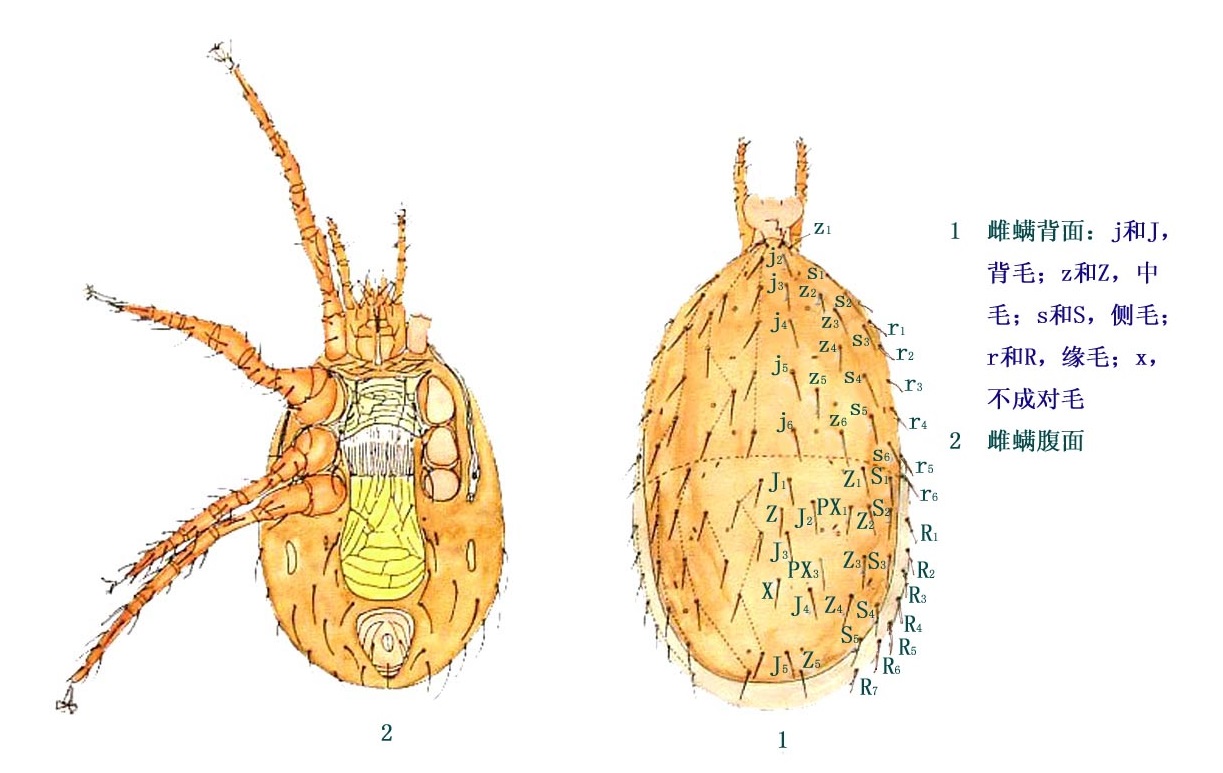 z₁
j₂
s₁
j₃
z₂
s₂
j₄
z₃
r₁
s₃
z₄
r₂
j₅
z₅
s₄
r₃
s₅
j₆
z₆
r₄
s₆
r₅
J₁
Z₁
S₁
r₆
Z
J₂
PX₁
Z₂
S₂
R₁
J₃
PX₃
Z₃
S₃
R₂
X
J₄
Z₄
S₄
R₃
S₅
R₄
R₅
J₅
Z₅
R₆
R₇
2
1
1 雌螨背面：j和J，
背毛；z和Z，中
毛；s和S，侧毛；
r和R，缘毛；x，
不成对毛
2 雌螨腹面